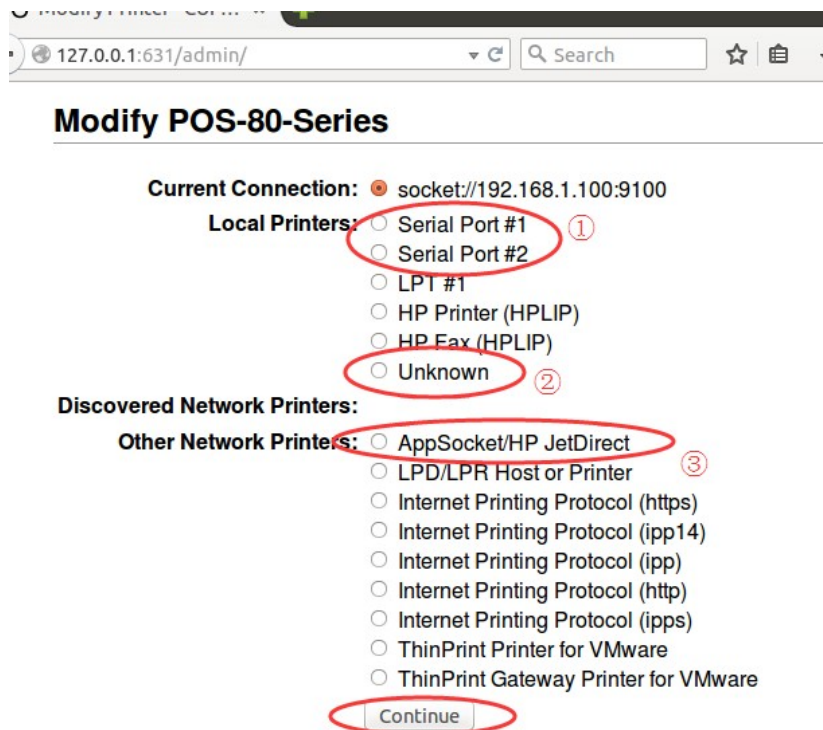 127.0.0.1:631/admin/ Search
Modify POS-80-Series
Current Connection: socket://192.168.1.100:9100
Local Printers: Serial Port #1 ①
Serial Port #2
LPT #1
HP Printer (HPLIP)
HP Fax (HPLIP)
Unknown ②
Discovered Network Printers:
Other Network Printers: AppSocket/HP JetDirect
③
LPD/LPR Host or Printer
Internet Printing Protocol (https)
Internet Printing Protocol (ipp14)
Internet Printing Protocol (ipp)
Internet Printing Protocol (http)
Internet Printing Protocol (ipps)
ThinPrint Printer for VMware
ThinPrint Gateway Printer for VMware
Continue